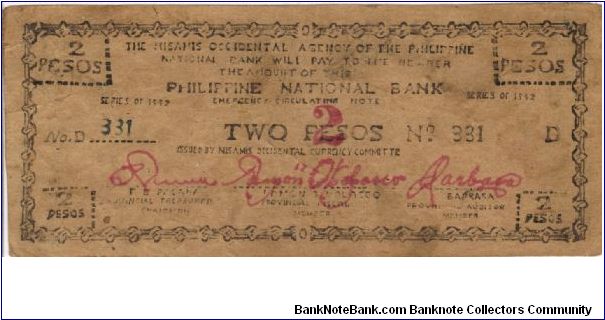 2 PESOS
2 PESOS
THE MISAMIS OCCIDENTAL AGENCY OF THE PHILIPPINE
NATIONAL BANK WILL PAY TO THE BEARER
THE AMOUNT OF THIS
PHILIPPINE NATIONAL BANK
SERIES OF 1942
EMERGENCY CIRCULATING NOTE
SERIES OF 1942
No. D 331
TWO PESOS
2
Nº 331
D
ISSUED BY MISAMIS OCCIDENTAL CURRENCY COMMITTE
PROVINCIAL TREASURER
PROVINCIAL FISCAL
PROVINCIAL AUDITOR
CHAIRMAN
MEMBER
MEMBER
2 PESOS
2 PESOS
BankNoteBank.com Banknote Collectors Community